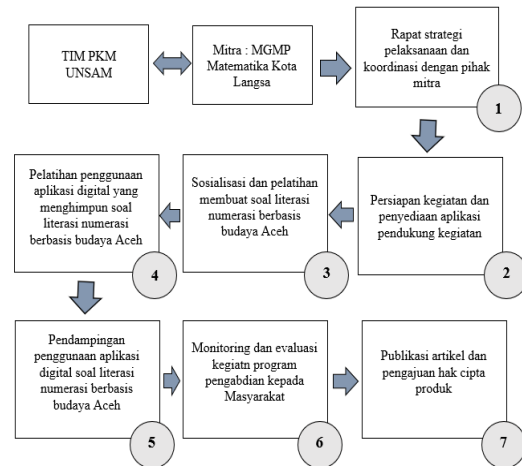 TIM PKM
UNSAM
Mitra : MGMP
Matematika Kota
Langsa
Rapat strategi
pelaksanaan dan
koordinasi dengan pihak
mitra
1
Persiapan kegiatan dan
penyediaan aplikasi
pendukung kegiatan
2
Sosialisasi dan pelatihan
membuat soal literasi
numerasi berbasis
budaya Aceh
3
Pelatihan penggunaan
aplikasi digital yang
menghimpun soal
literasi numerasi
berbasis budaya Aceh
4
Pendampingan
penggunaan aplikasi
digital soal literasi
numerasi berbasis
budaya Aceh
5
Monitoring dan evaluasi
kegiatn program
pengabdian kepada
Masyarakat
6
Publikasi artikel dan
pengajuan hak cipta
produk
7